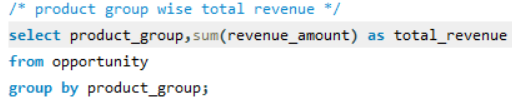 /* product group wise total revenue */
select product_group,sum(revenue_amount) as total_revenue
from opportunity
group by product_group;